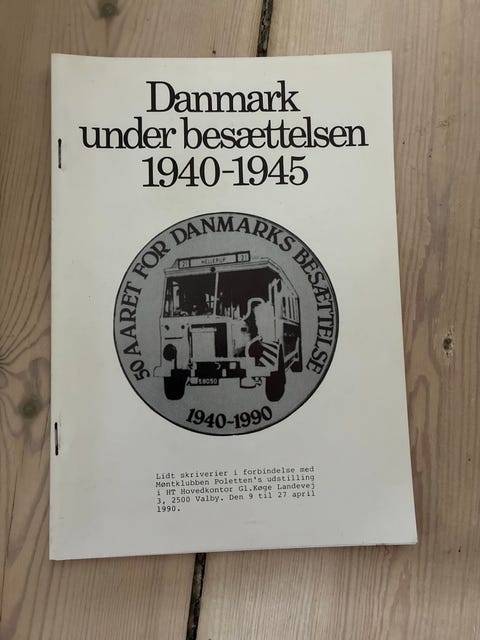 Danmark
under besættelsen
1940-1945
50 AARET FOR DANMARKS BESÆTTELSE
21 HELLERUP 21
1940-1990
Lidt skriverier i forbindelse med
Møntklubben Poletten's udstilling
i HT Hovedkontor Gl.Køge Landevej
3, 2500 Valby. Den 9 til 27 april
1990.